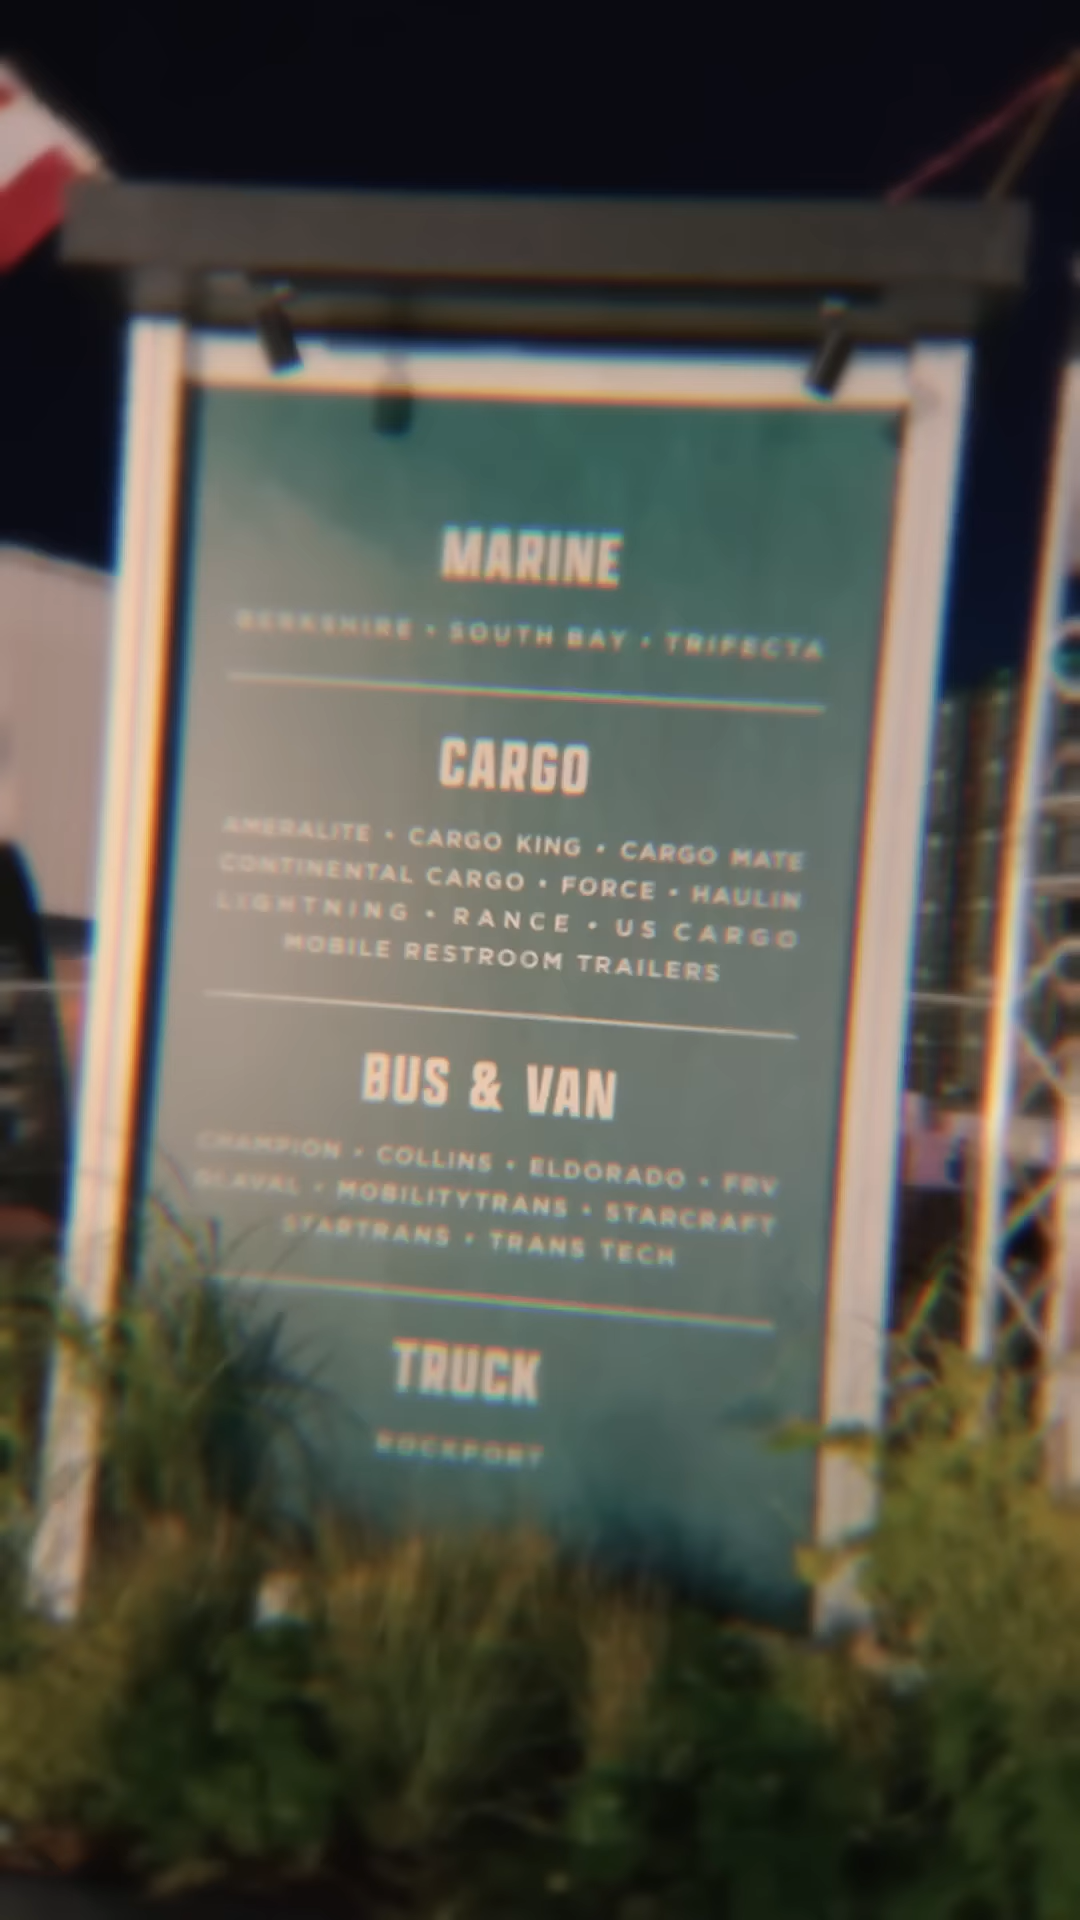 MARINE
BERKSHIRE • SOUTH BAY • TRIFECTA
CARGO
AMERALITE • CARGO KING • CARGO MATE
CONTINENTAL CARGO • FORCE • HAULIN
LIGHTNING • RANCE • US CARGO
MOBILE RESTROOM TRAILERS
BUS & VAN
CHAMPION • COLLINS • ELDORADO • FRV
GLAVAL • MOBILITYTRANS • STARCRAFT
STARTRANS • TRANS TECH
TRUCK
ROCKPORT